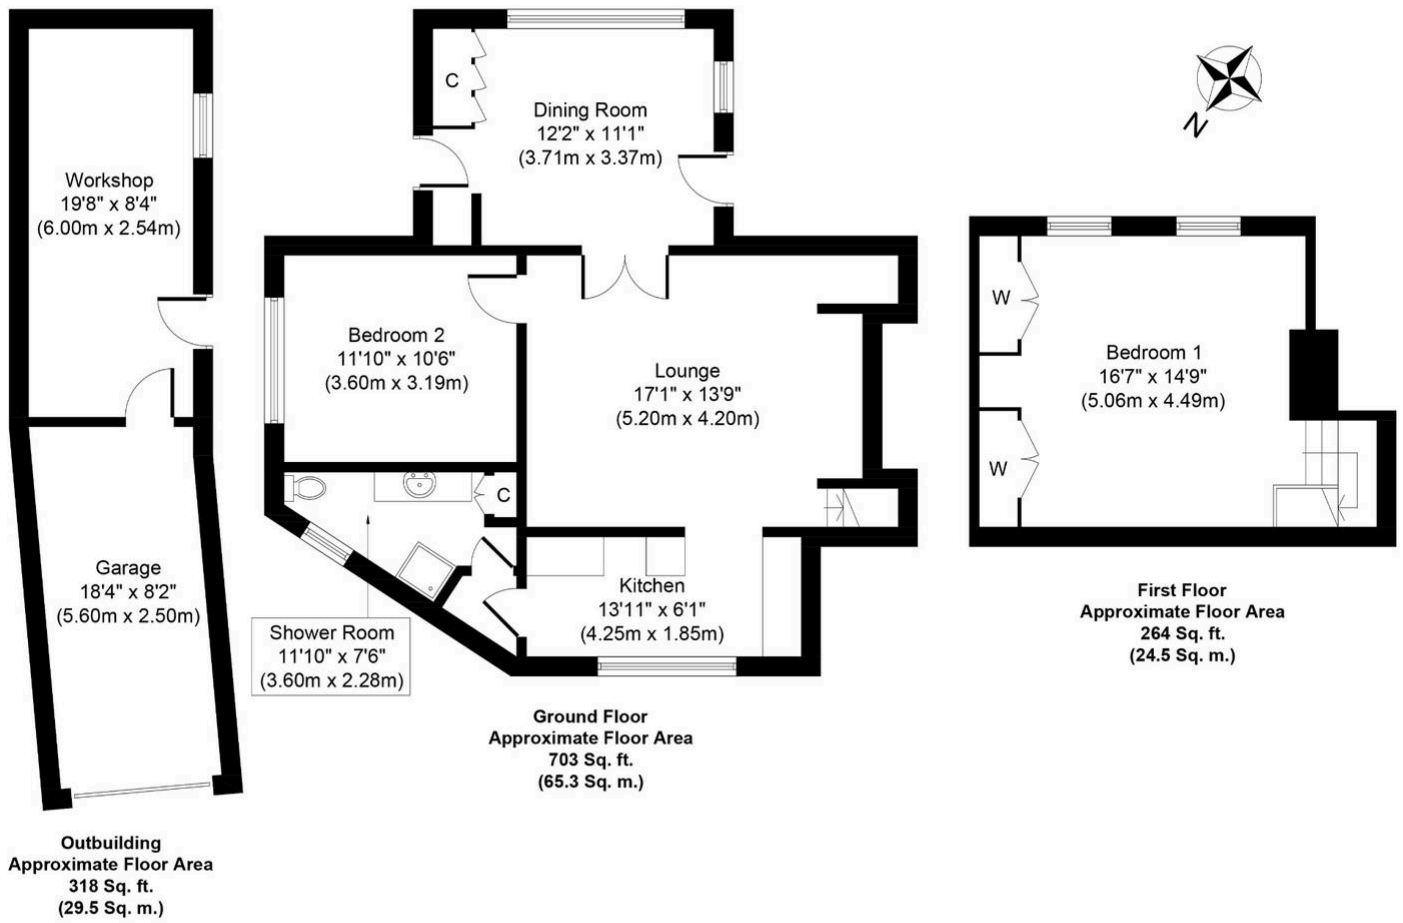 Workshop
19'8" x 8'4"
(6.00m x 2.54m)
Garage
18'4" x 8'2"
(5.60m x 2.50m)
Outbuilding
Approximate Floor Area
318 Sq. ft.
(29.5 Sq. m.)
C
Dining Room
12'2" x 11'1"
(3.71m x 3.37m)
Bedroom 2
11'10" x 10'6"
(3.60m x 3.19m)
Lounge
17'1" x 13'9"
(5.20m x 4.20m)
C
Kitchen
13'11" x 6'1"
(4.25m x 1.85m)
Shower Room
11'10" x 7'6"
(3.60m x 2.28m)
Ground Floor
Approximate Floor Area
703 Sq. ft.
(65.3 Sq. m.)
N
W
Bedroom 1
16'7" x 14'9"
(5.06m x 4.49m)
W
First Floor
Approximate Floor Area
264 Sq. ft.
(24.5 Sq. m.)